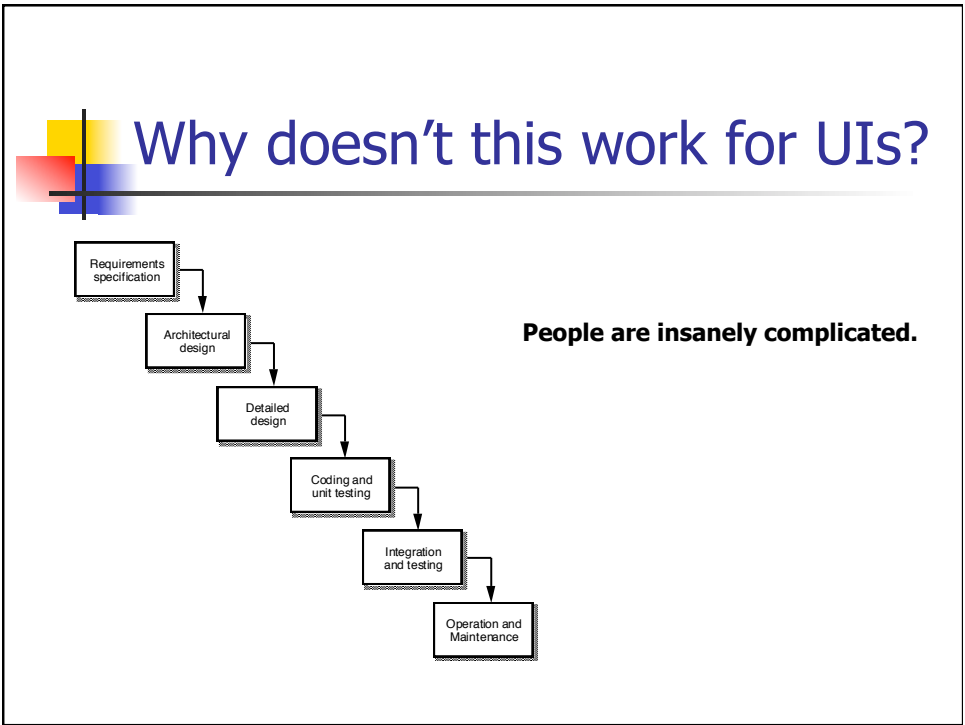 Why doesn’t this work for UIs?
Requirements
specification
Architectural
design
People are insanely complicated.
Detailed
design
Coding and
unit testing
Integration
and testing
Operation and
Maintenance